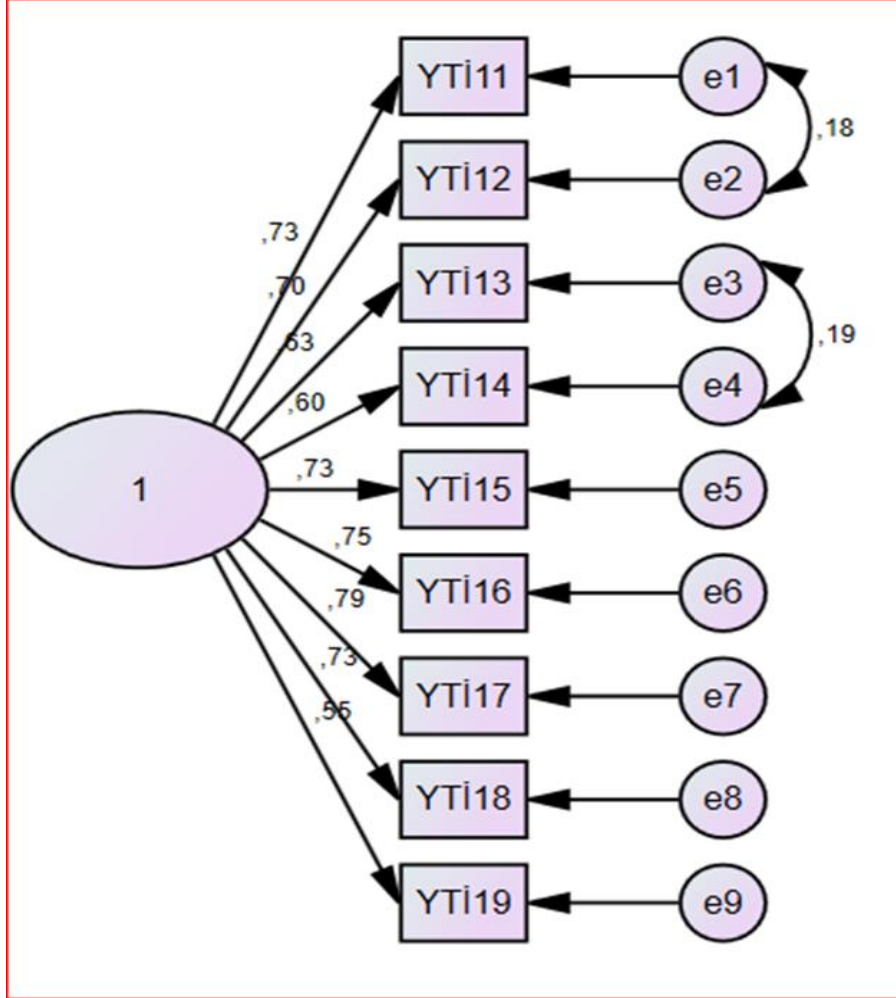 YTİ11
e1
,18
YTİ12
e2
,73
,70
YTİ13
e3
,63
,19
YTİ14
e4
,60
1
,73
YTİ15
e5
,75
YTİ16
e6
,79
,73
YTİ17
e7
,55
YTİ18
e8
YTİ19
e9